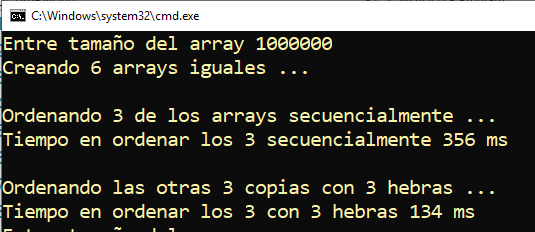 C:\Windows\system32\cmd.exe
Entre tamaño del array 1000000
Creando 6 arrays iguales ...
Ordenando 3 de los arrays secuencialmente ...
Tiempo en ordenar los 3 secuencialmente 356 ms
Ordenando las otras 3 copias con 3 hebras ...
Tiempo en ordenar los 3 con 3 hebras 134 ms